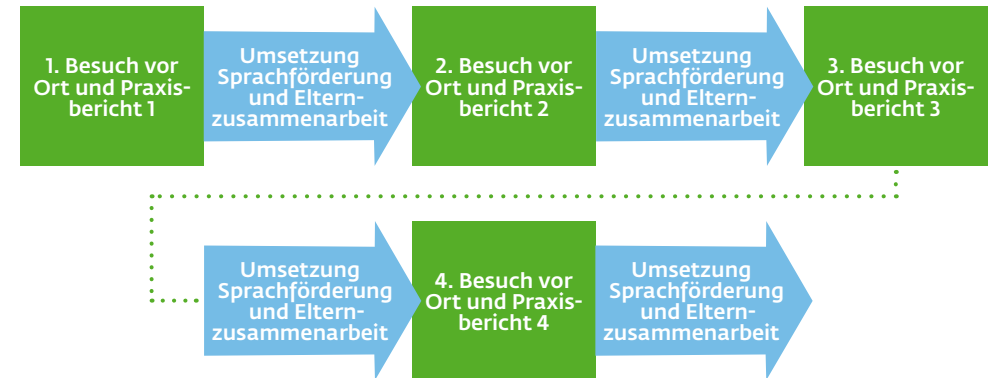 1. Besuch vor
Ort und Praxis-
bericht 1
Umsetzung
Sprachförderung
und Eltern-
zusammenarbeit
2. Besuch vor
Ort und Praxis-
bericht 2
Umsetzung
Sprachförderung
und Eltern-
zusammenarbeit
3. Besuch vor
Ort und Praxis-
bericht 3
Umsetzung
Sprachförderung
und Eltern-
zusammenarbeit
4. Besuch vor
Ort und Praxis-
bericht 4
Umsetzung
Sprachförderung
und Eltern-
zusammenarbeit